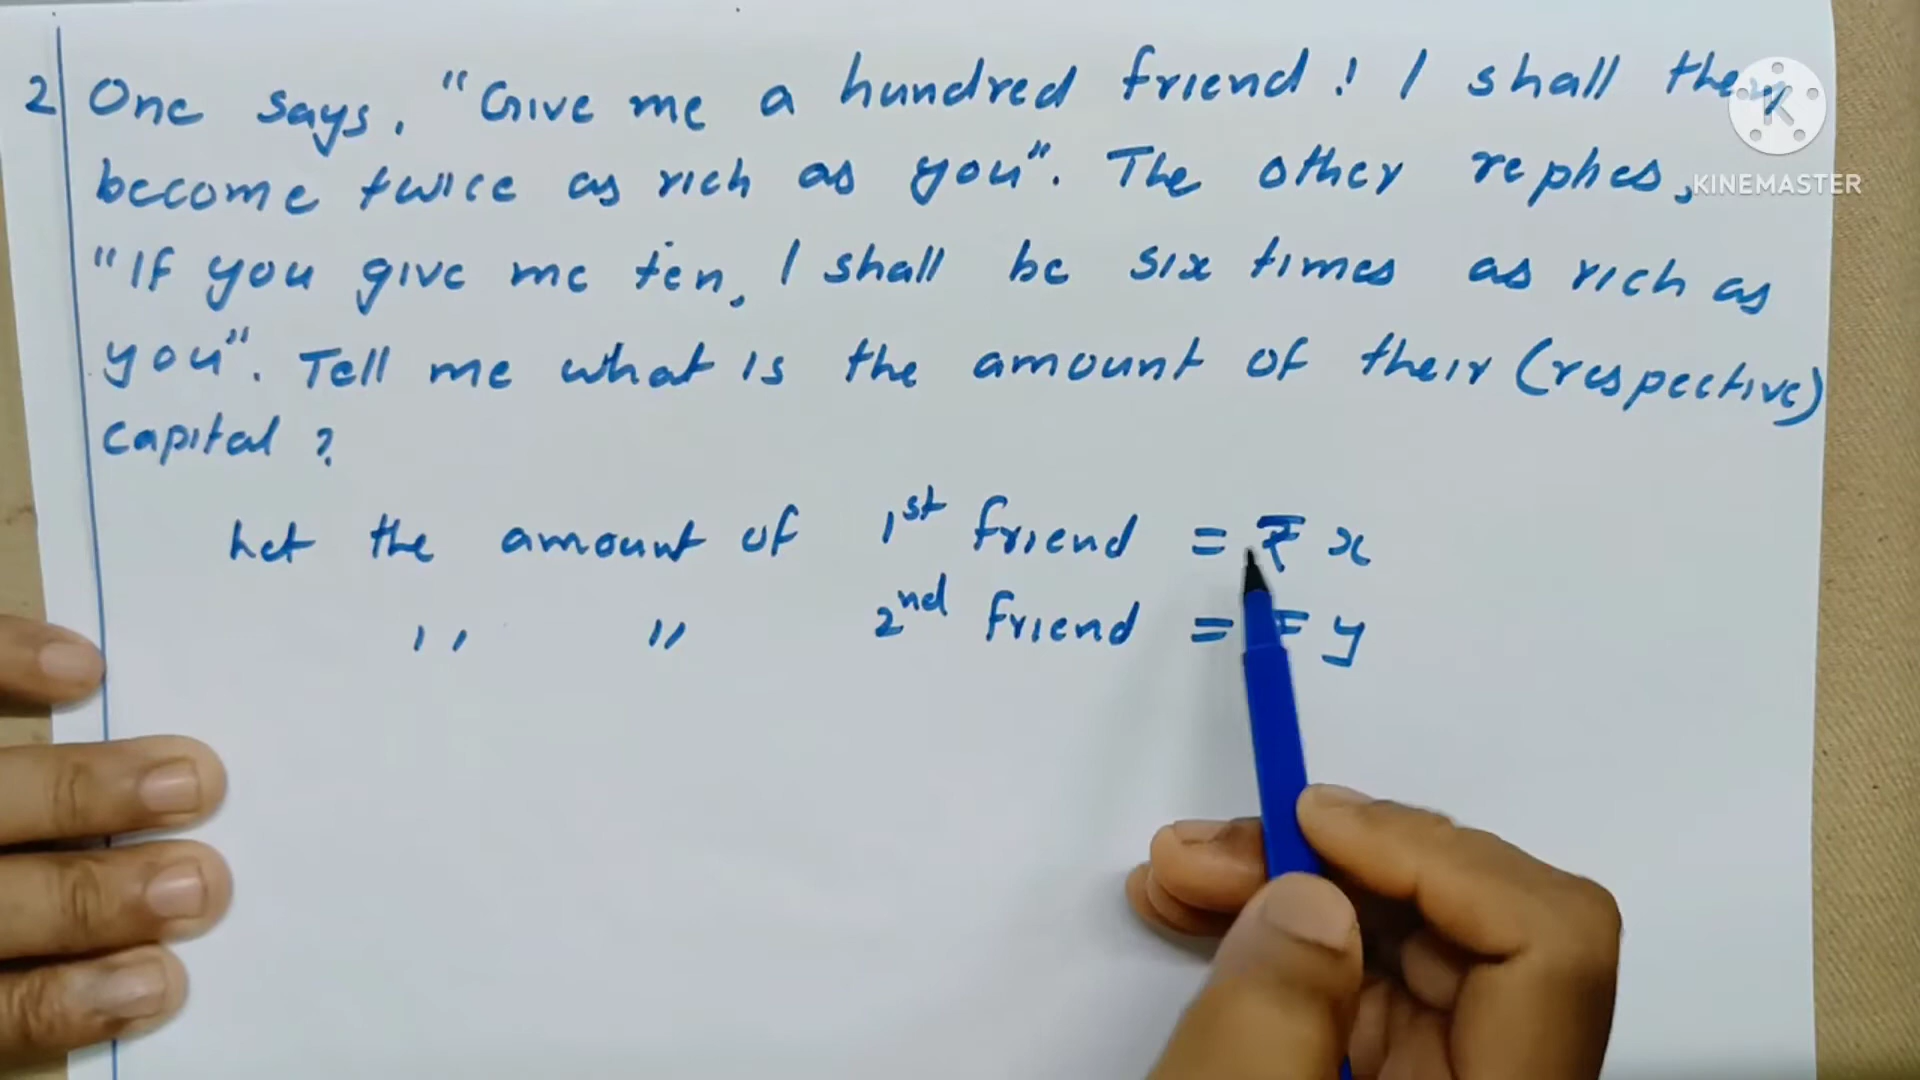 2 One says, "Give me a hundred friend! I shall then
become twice as rich as you". The other replies,
"If you give me ten, I shall be six times as rich as
you". Tell me what is the amount of their (respective)
capital?
Let the amount of 1st friend = ₹ x
,, ,, 2nd friend = ₹ y
KINEMASTER